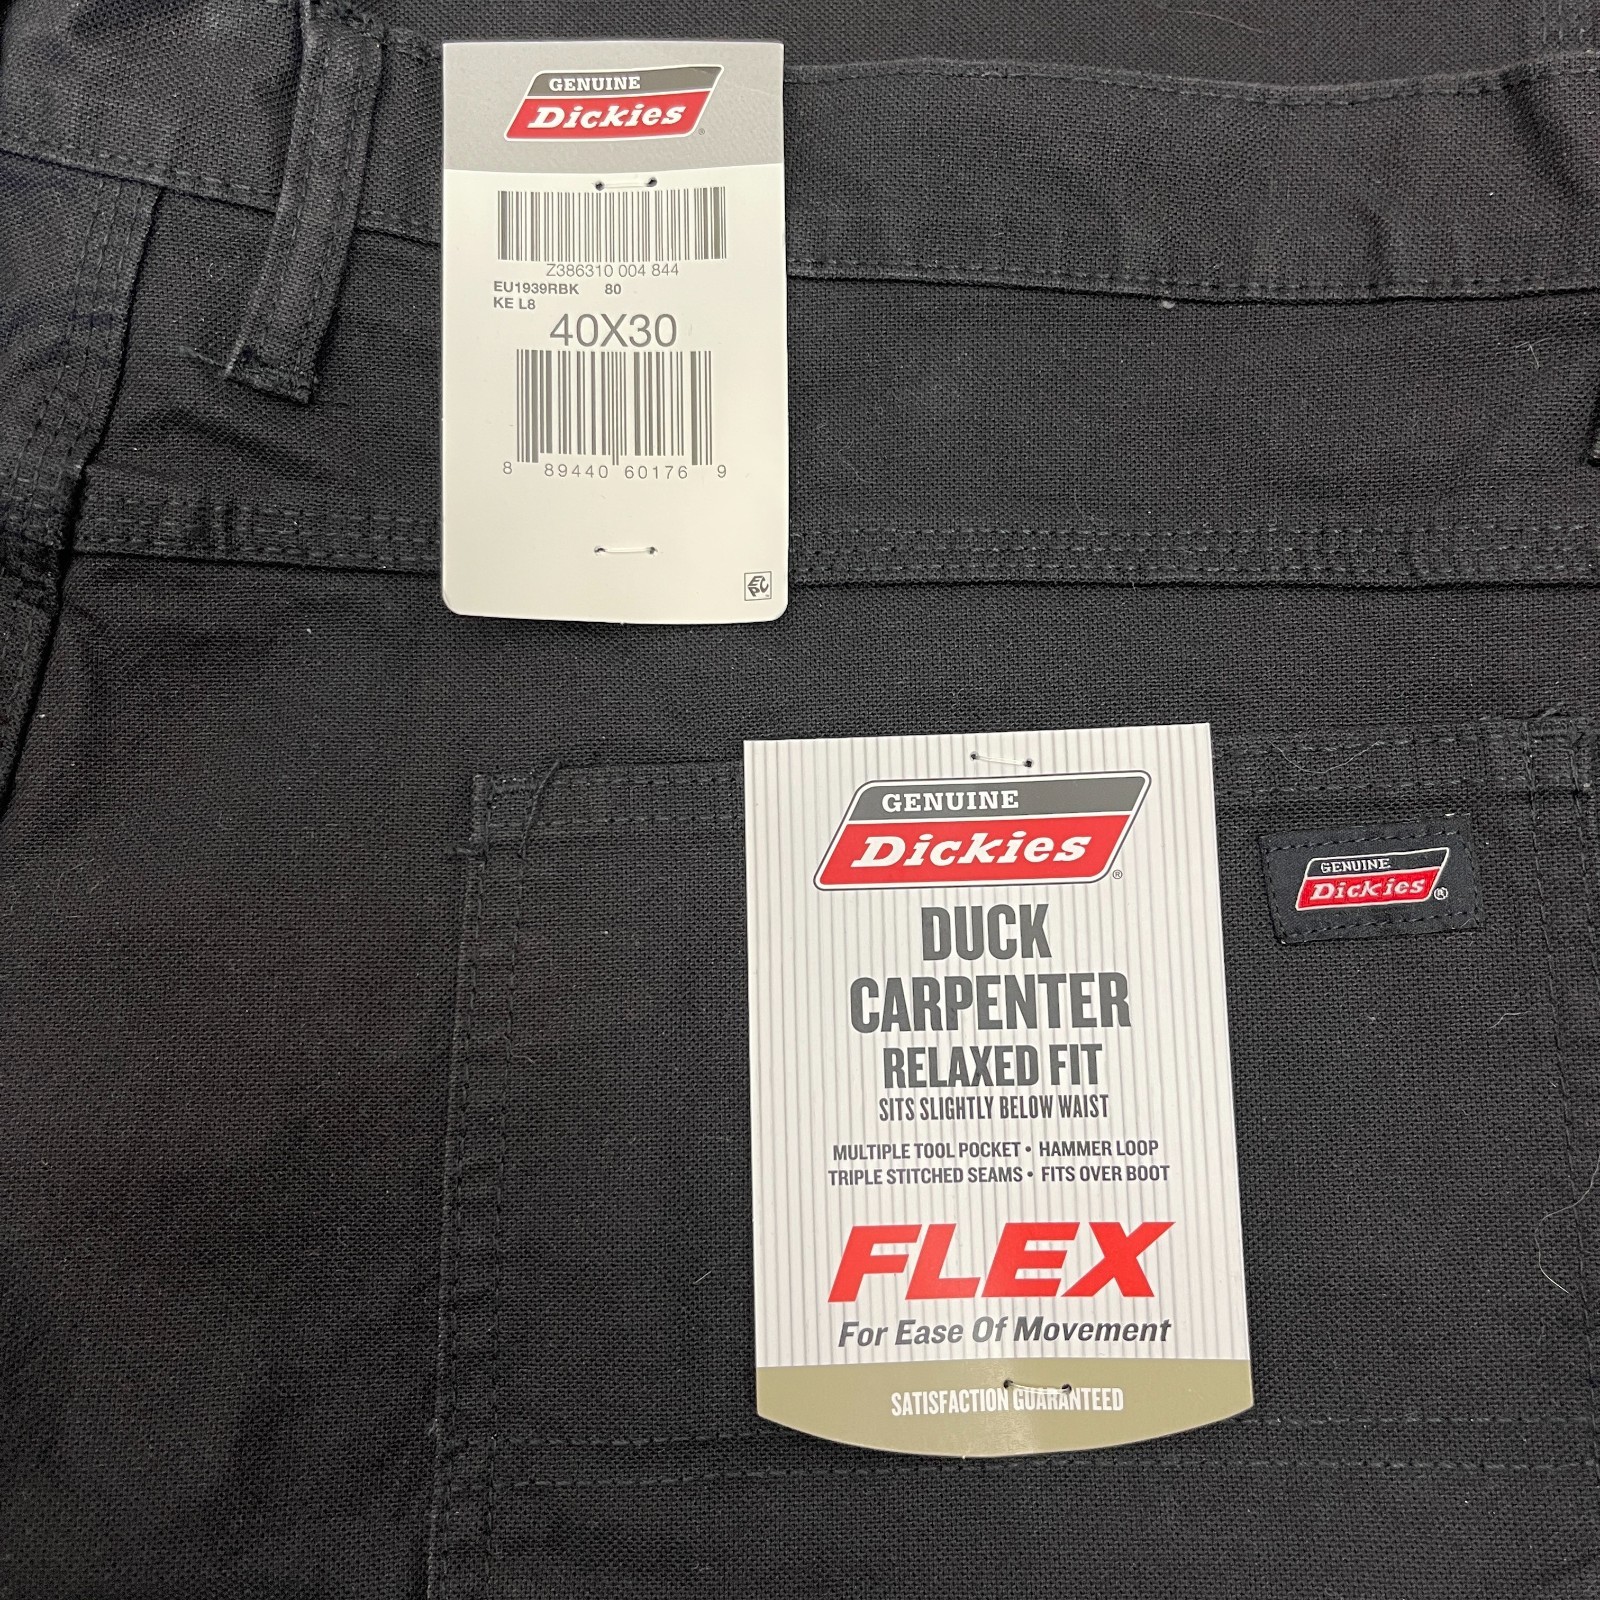 GENUINE
Dickies®
Z386310 004 844
EU1939RBK 80
KE L8
40X30
8 89440 60176 9
EPC
GENUINE
Dickies®
DUCK
CARPENTER
RELAXED FIT
SITS SLIGHTLY BELOW WAIST
MULTIPLE TOOL POCKET • HAMMER LOOP
TRIPLE STITCHED SEAMS • FITS OVER BOOT
FLEX
For Ease Of Movement
SATISFACTION GUARANTEED
GENUINE
Dickies®